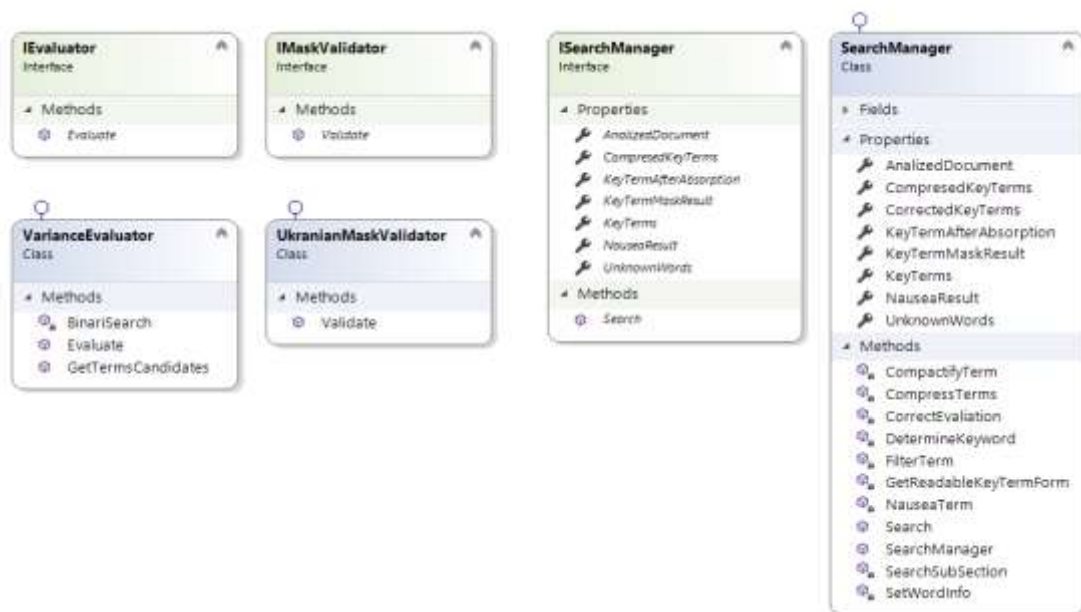 IEvaluator
Interface
Methods
Evaluate
IMaskValidator
Interface
Methods
Validate
VarianceEvaluator
Class
Methods
BinariSearch
Evaluate
GetTermsCandidates
UkranianMaskValidator
Class
Methods
Validate
ISearchManager
Interface
Properties
AnalizedDocument
CompresedKeyTerms
KeyTermAfterAbsorption
KeyTermMaskResult
KeyTerms
NauseaResult
UnknownWords
Methods
Search
SearchManager
Class
Fields
Properties
AnalizedDocument
CompresedKeyTerms
CorrectedKeyTerms
KeyTermAfterAbsorption
KeyTermMaskResult
KeyTerms
NauseaResult
UnknownWords
Methods
CompactifyTerm
CompressTerms
CorrectEvaliation
DetermineKeyword
FilterTerm
GetReadableKeyTermForm
NauseaTerm
Search
SearchManager
SearchSubSection
SetWordInfo